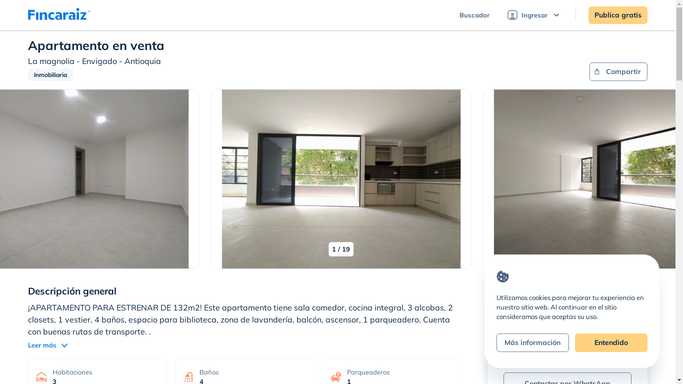 Fincaraiz
Buscador
Ingresar
Publica gratis
Apartamento en venta
La magnolia - Envigado - Antioquia
Inmobiliaria
Compartir
1 / 19
Descripción general
¡APARTAMENTO PARA ESTRENAR DE 132m2! Este apartamento tiene sala comedor, cocina integral, 3 alcobas, 2
closets, 1 vestier, 4 baños, espacio para biblioteca, zona de lavandería, balcón, ascensor, 1 parqueadero. Cuenta
con buenas rutas de transporte. .
Leer más
Habitaciones
3
Baños
4
Parqueaderos
1
Utilizamos cookies para mejorar tu experiencia en
nuestro sitio web. Al continuar en el sitio
consideramos que aceptas su uso.
Más información
Entendido
Contactar por WhatsApp